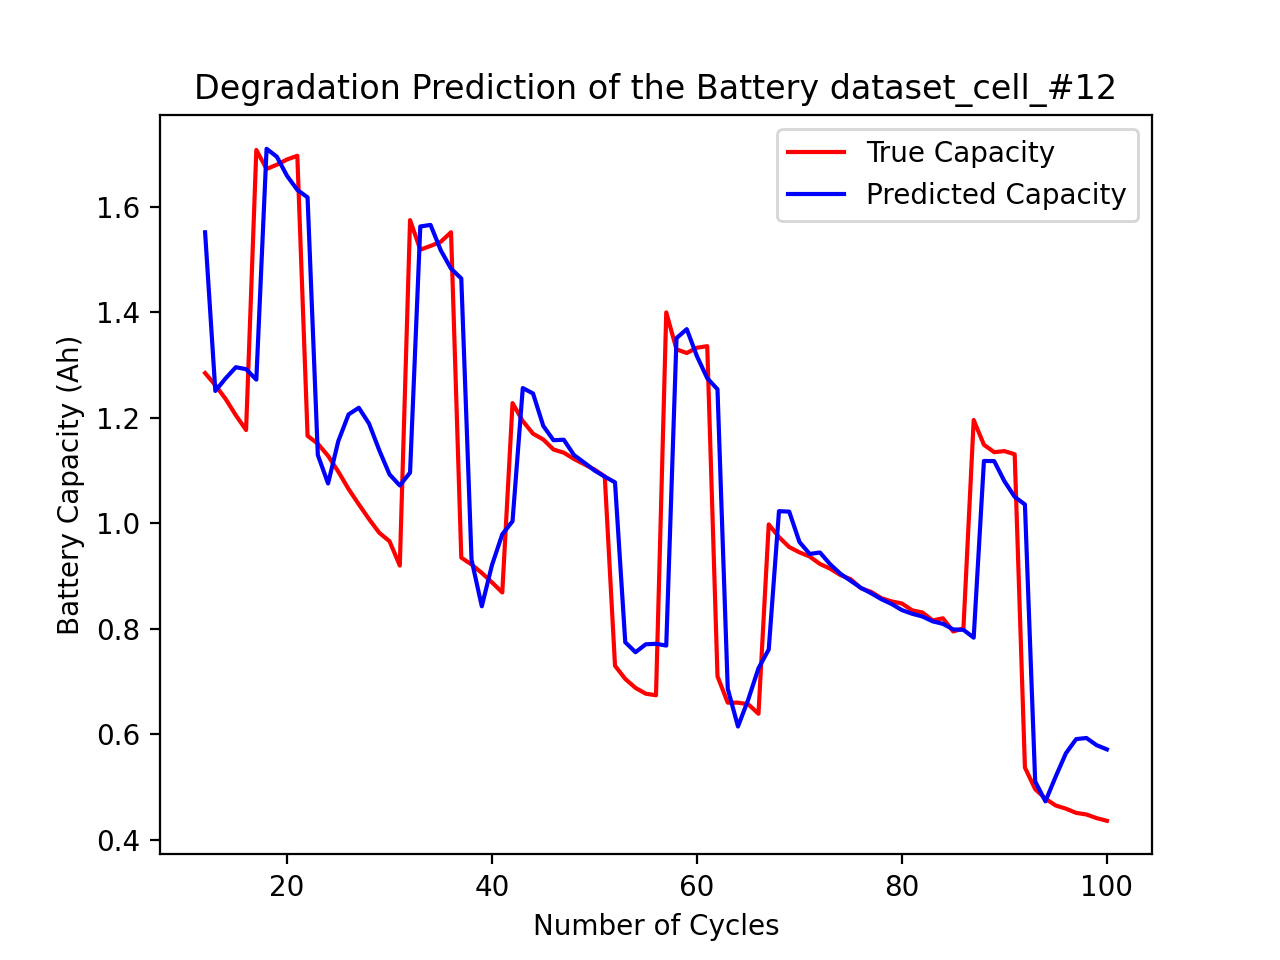 Degradation Prediction of the Battery dataset_cell_#12
True Capacity
Predicted Capacity
Battery Capacity (Ah)
1.6
1.4
1.2
1.0
0.8
0.6
0.4
20 40 60 80 100
Number of Cycles